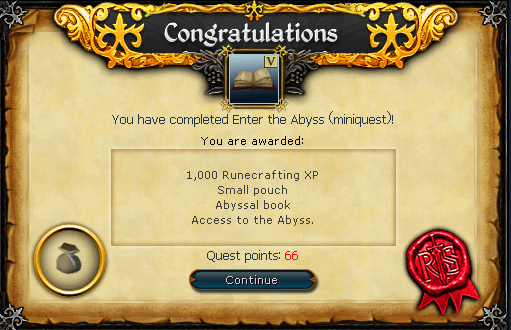 Congratulations
V
You have completed Enter the Abyss (miniquest)!
You are awarded:
1,000 Runecrafting XP
Small pouch
Abyssal book
Access to the Abyss.
Quest points: 66
Continue
RS